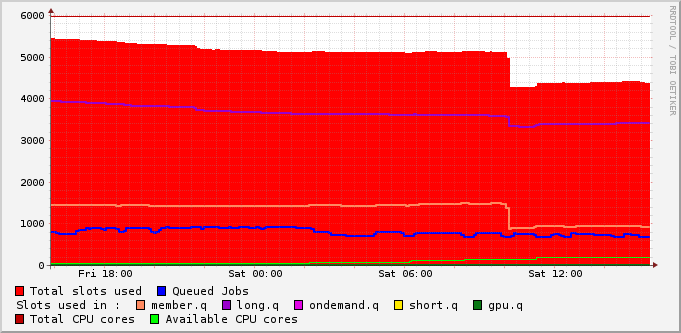 6000
5000
4000
3000
2000
1000
0
Fri 18:00 Sat 00:00 Sat 06:00 Sat 12:00
Total slots used Queued Jobs
Slots used in : member.q long.q ondemand.q short.q gpu.q
Total CPU cores Available CPU cores
RRDTOOL / TOBI OETIKER